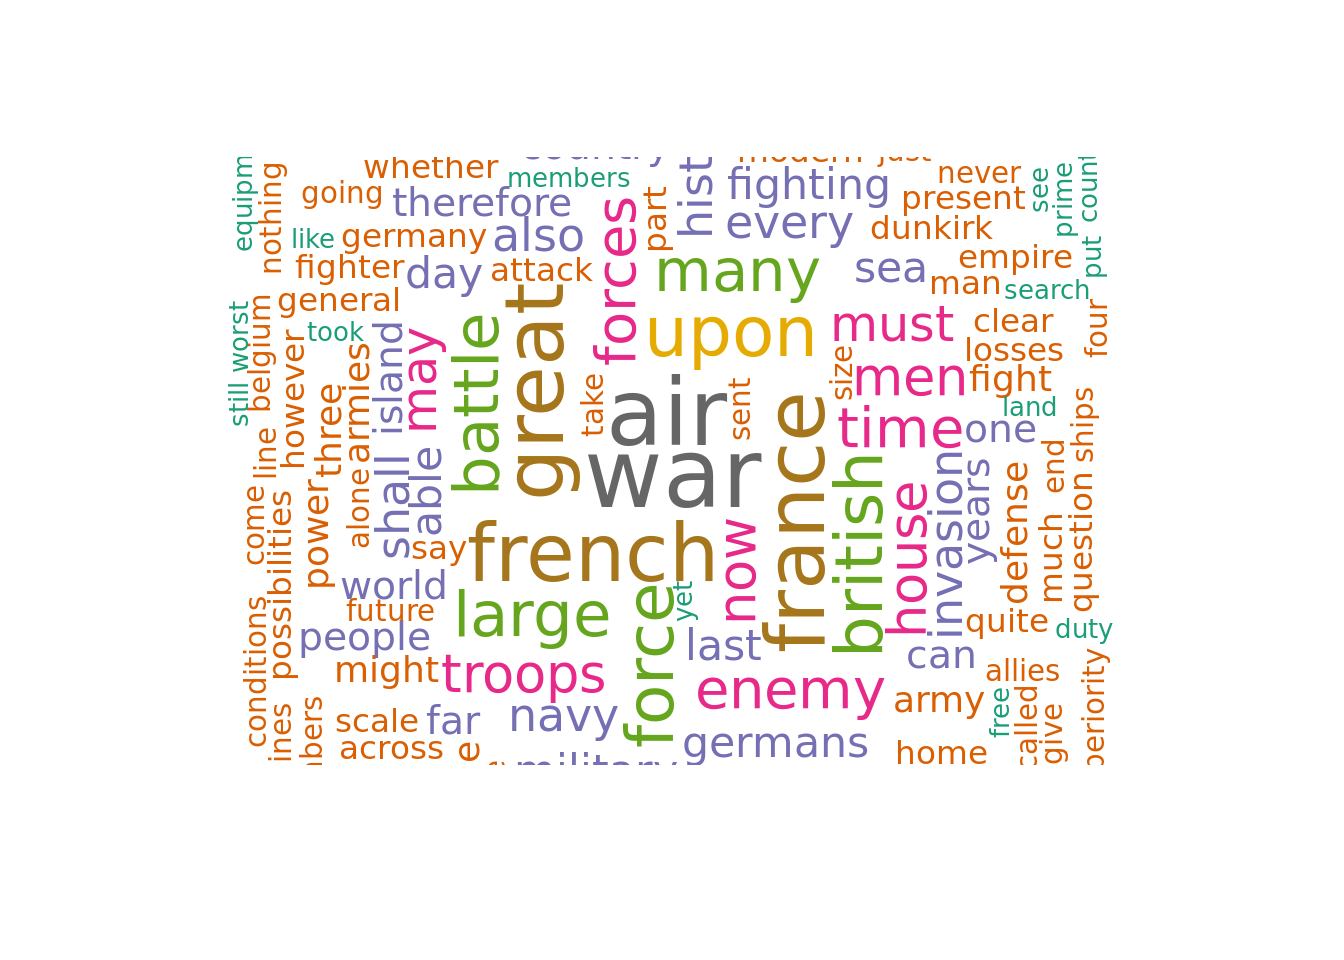 whether
members
never
going
therefore
fighting
present
like
germany
also
every
dunkirk
fighter
day
attack
many
sea
empire
man
search
general
took
upon
must
clear
losses
men
fight
land
air
time
one
war
say
french
world
future
large
people
last
quite
duty
can
might
troops
enemy
allies
army
scale
far
navy
across
germans
home
equipm
nothing
still worst
belgium
however
line
come
three
armies
island
may
power
possibilities
alone
shall
able
conditions
battle
great
forces
part
hist
take
sent
size
france
british
house
now
yet
force
invasion
years
defense
end
much
question ships
four
see
prime
put count
free
called
give